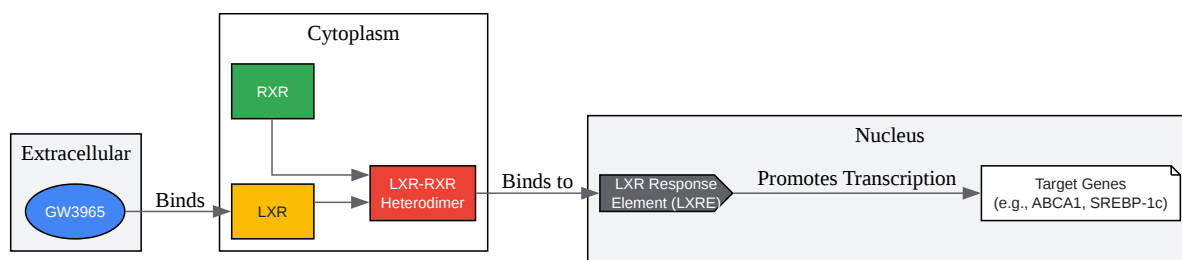 Extracellular
GW3965
Binds
Cytoplasm
RXR
LXR
LXR-RXR
Heterodimer
Binds to
Nucleus
LXR Response
Element (LXRE)
Promotes Transcription
Target Genes
(e.g., ABCA1, SREBP-1c)